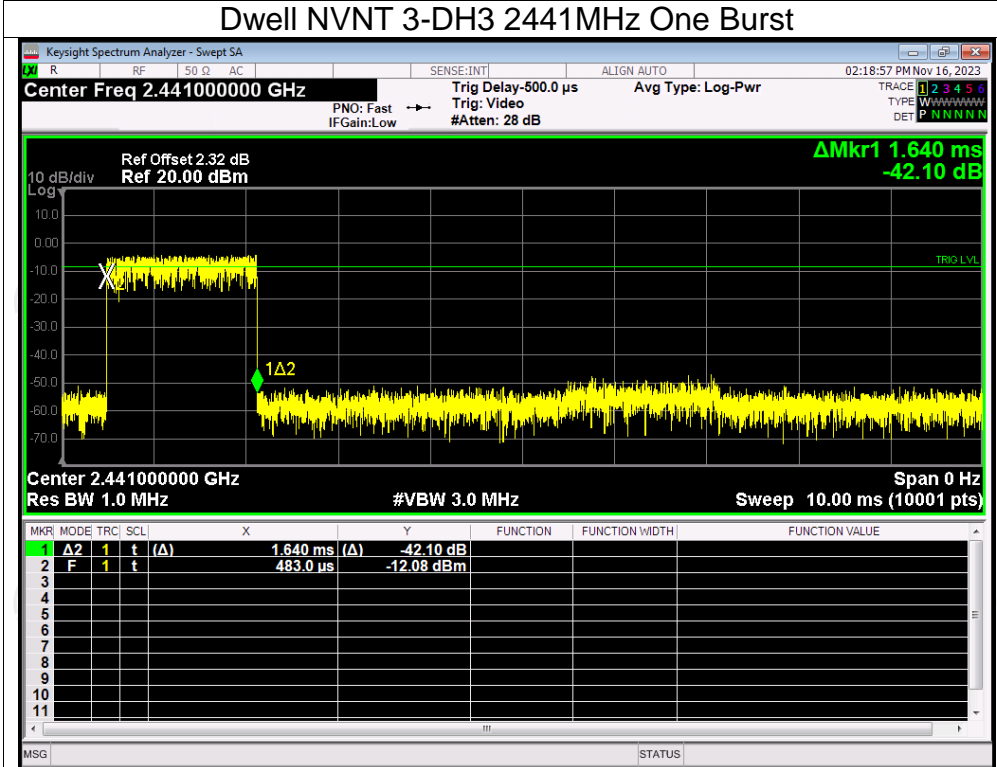 Dwell NVNT 3-DH3 2441MHz One Burst
Keysight Spectrum Analyzer - Swept SA
LXI R RF 50 Ω AC SENSE:INT ALIGN AUTO 02:18:57 PM Nov 16, 2023
Center Freq 2.441000000 GHz Trig Delay-500.0 µs Avg Type: Log-Pwr TRACE 1 2 3 4 5 6
PNO: Fast Trig: Video TYPE WWWWWW
IFGain:Low #Atten: 28 dB DET P N N N N N
ΔMkr1 1.640 ms
-42.10 dB
Ref Offset 2.32 dB
10 dB/div Ref 20.00 dBm
Log
10.0
0.00
-10.0
TRIG LVL
X2
-20.0
-30.0
-40.0
1Δ2
-50.0
-60.0
-70.0
Center 2.441000000 GHz Span 0 Hz
Res BW 1.0 MHz #VBW 3.0 MHz Sweep 10.00 ms (10001 pts)
MKR MODE TRC SCL X Y FUNCTION FUNCTION WIDTH FUNCTION VALUE
1 Δ2 1 t (Δ) 1.640 ms (Δ) -42.10 dB
2 F 1 t 483.0 µs -12.08 dBm
3
4
5
6
7
8
9
10
11
MSG STATUS